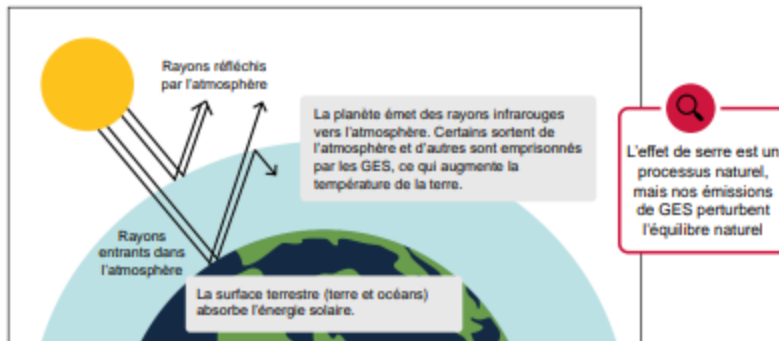 Rayons réfléchis
par l'atmosphère
La planète émet des rayons infrarouges
vers l'atmosphère. Certains sortent de
l'atmosphère et d'autres sont emprisonnés
par les GES, ce qui augmente la
température de la terre.
L'effet de serre est un
processus naturel,
mais nos émissions
de GES perturbent
l'équilibre naturel
Rayons
entrants dans
l'atmosphère
La surface terrestre (terre et océans)
absorbe l'énergie solaire.